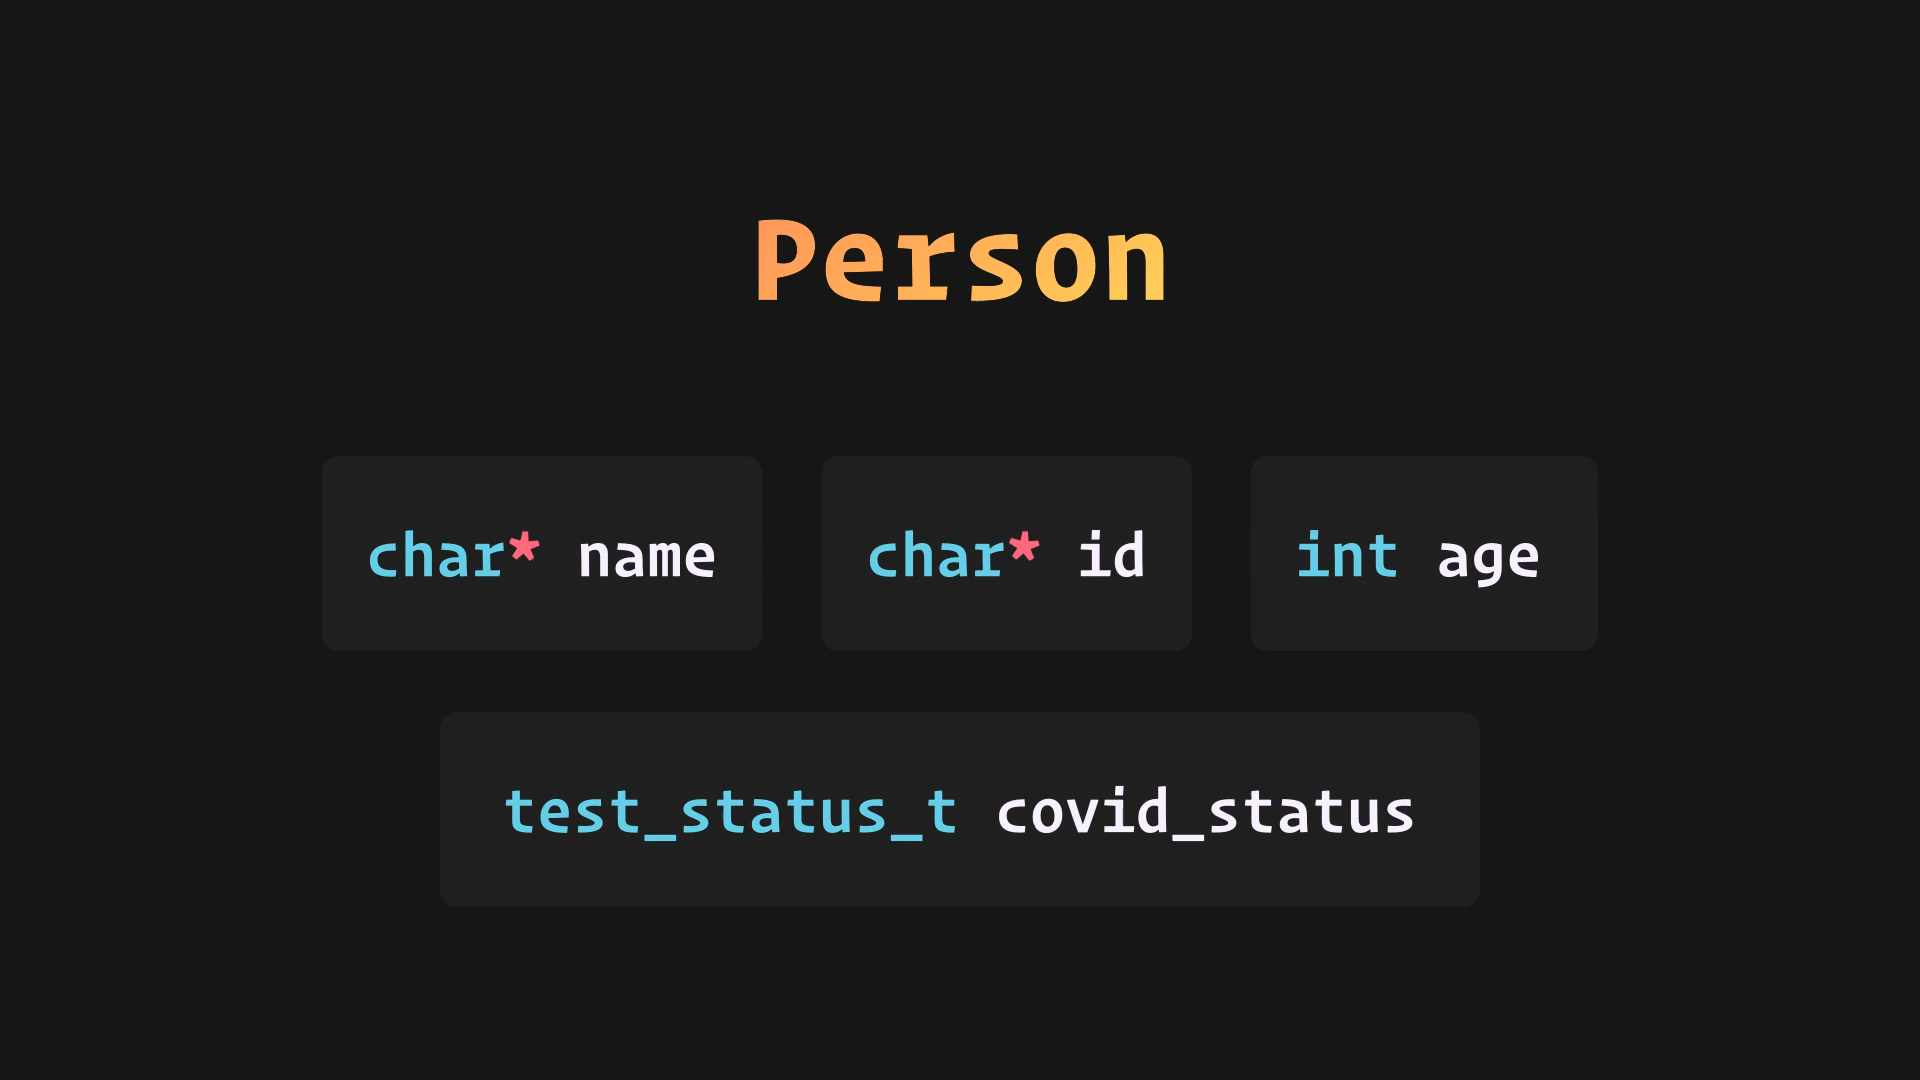 Person
char* name
char* id
int age
test_status_t covid_status